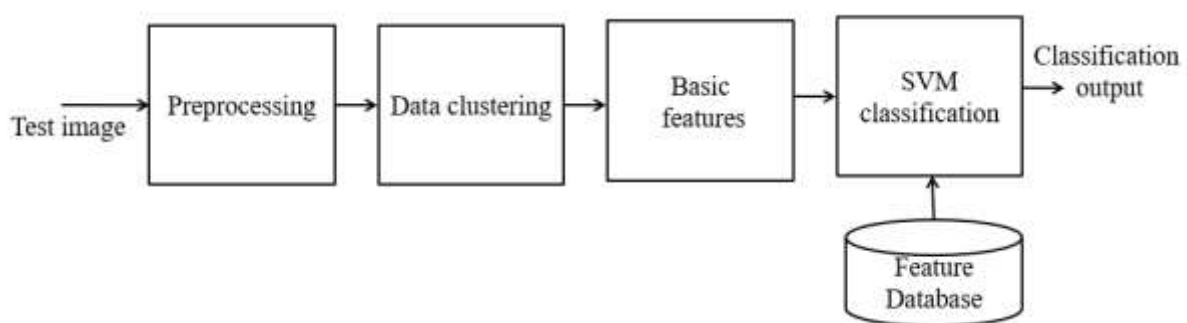 Test image
Preprocessing
Data clustering
Basic
features
SVM
classification
Classification
output
Feature
Database